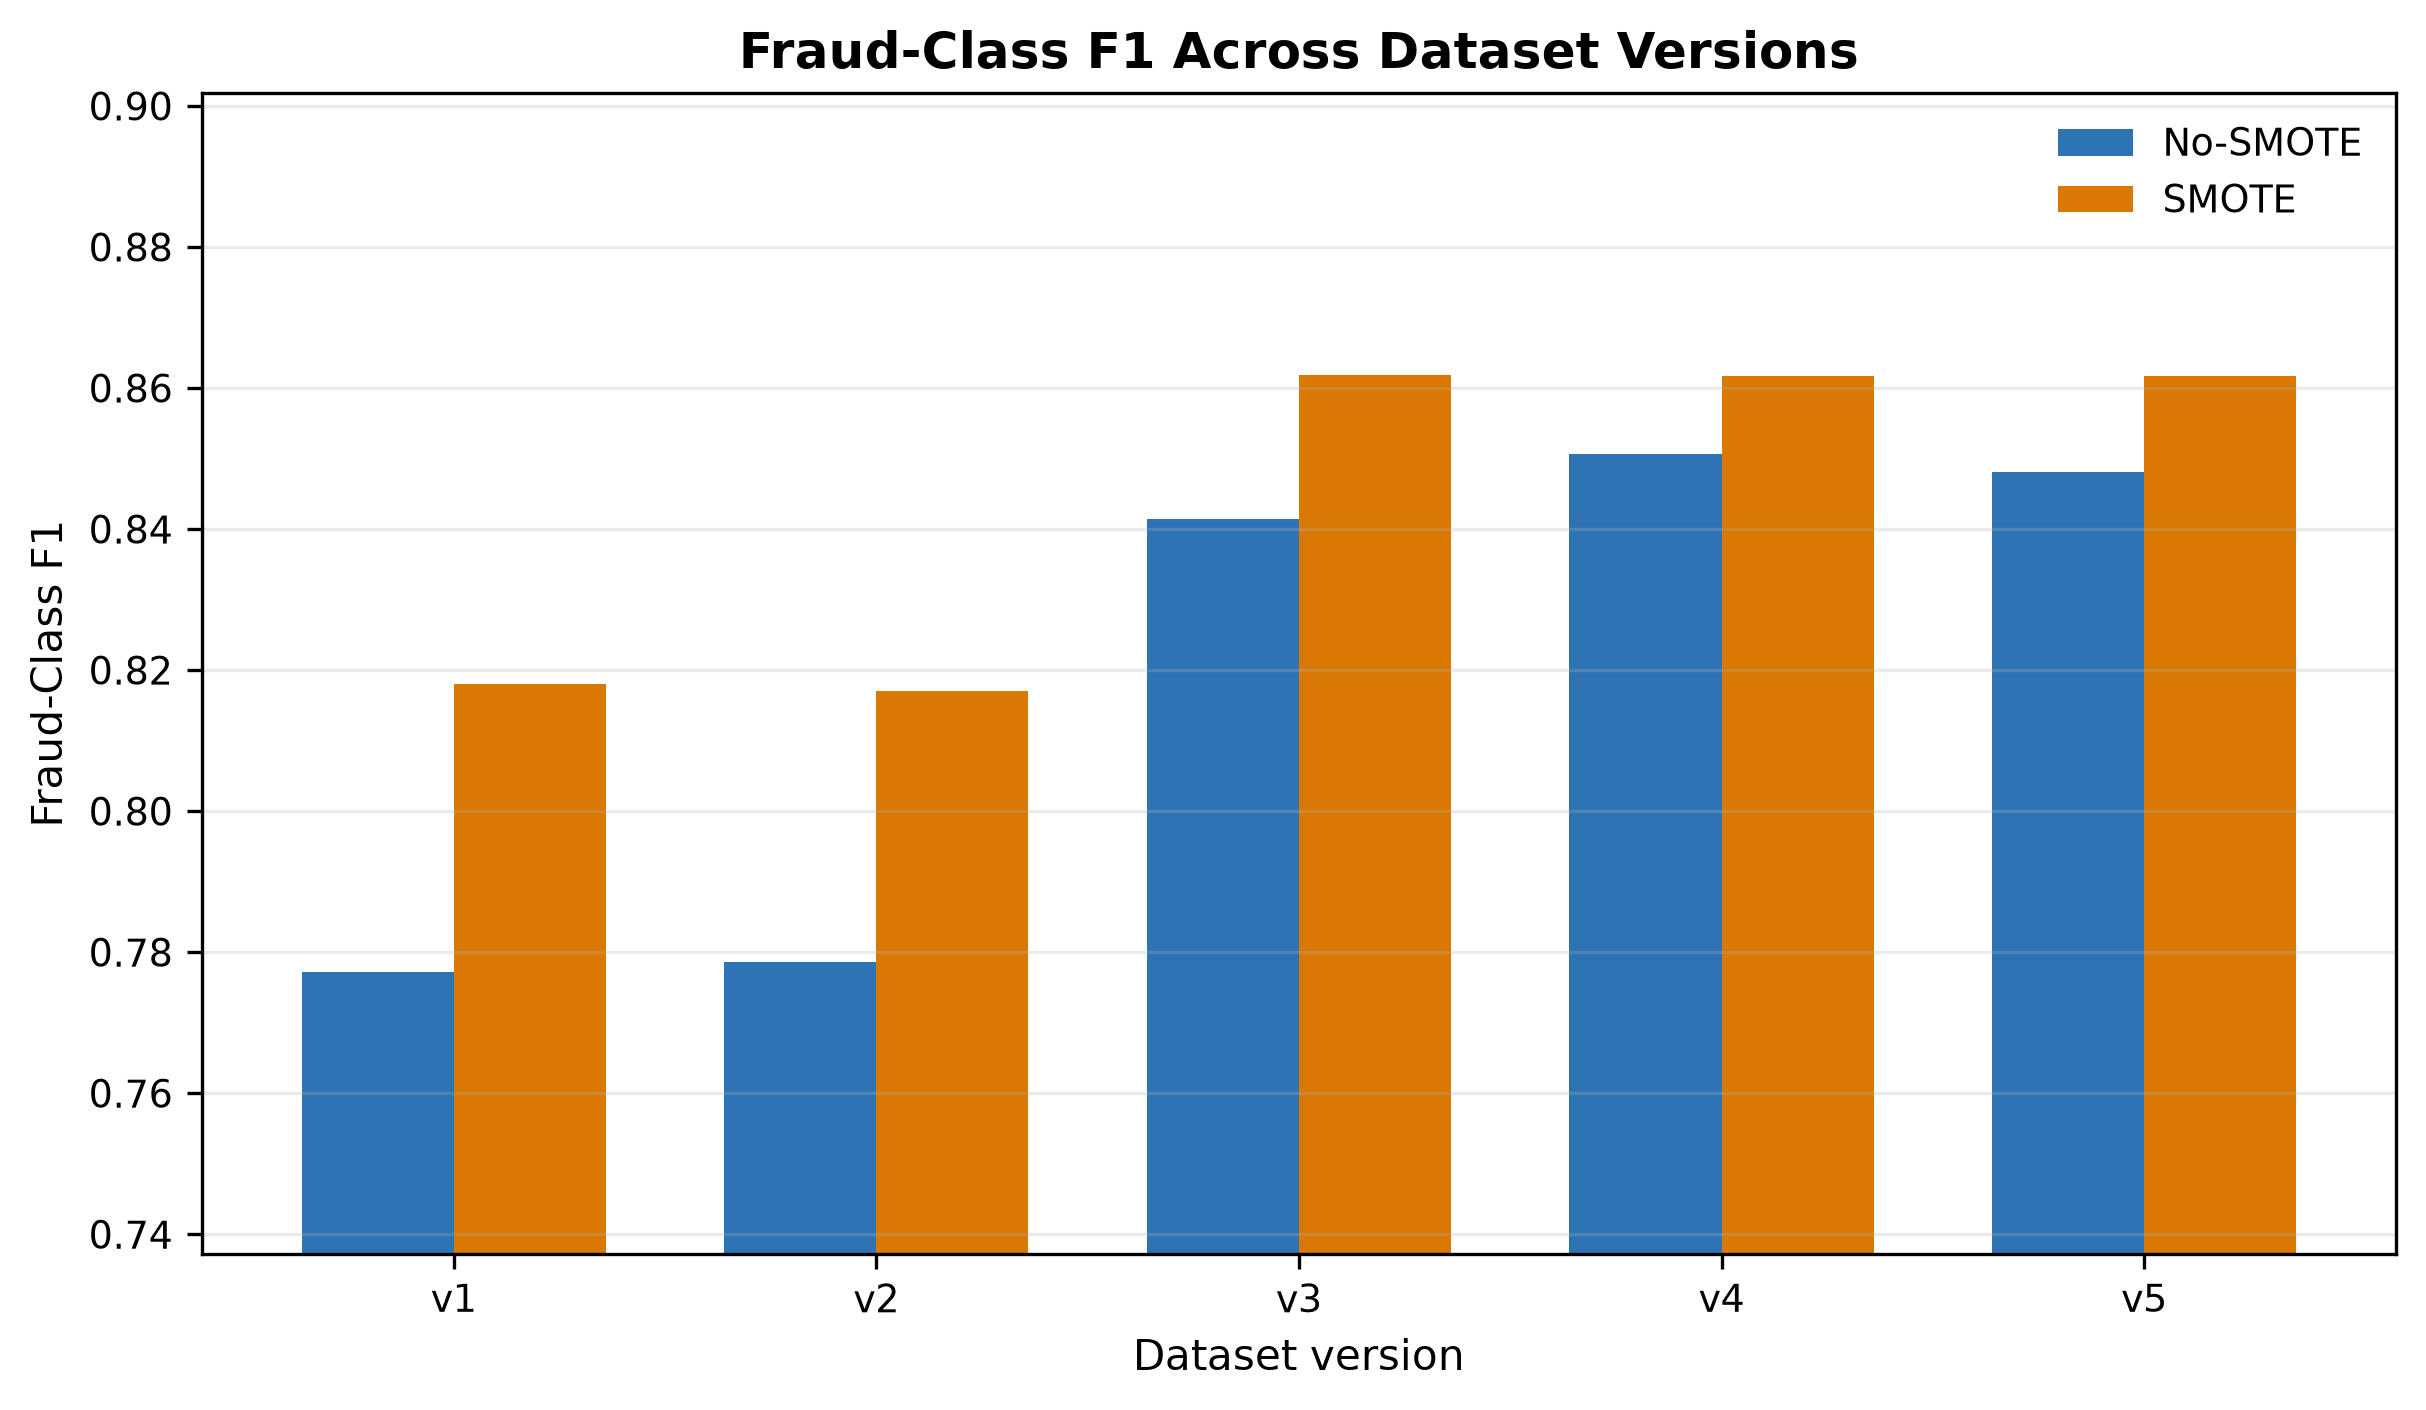 Fraud-Class F1 Across Dataset Versions
No-SMOTE
SMOTE
Fraud-Class F1
0.90
0.88
0.86
0.84
0.82
0.80
0.78
0.76
0.74
v1 v2 v3 v4 v5
Dataset version